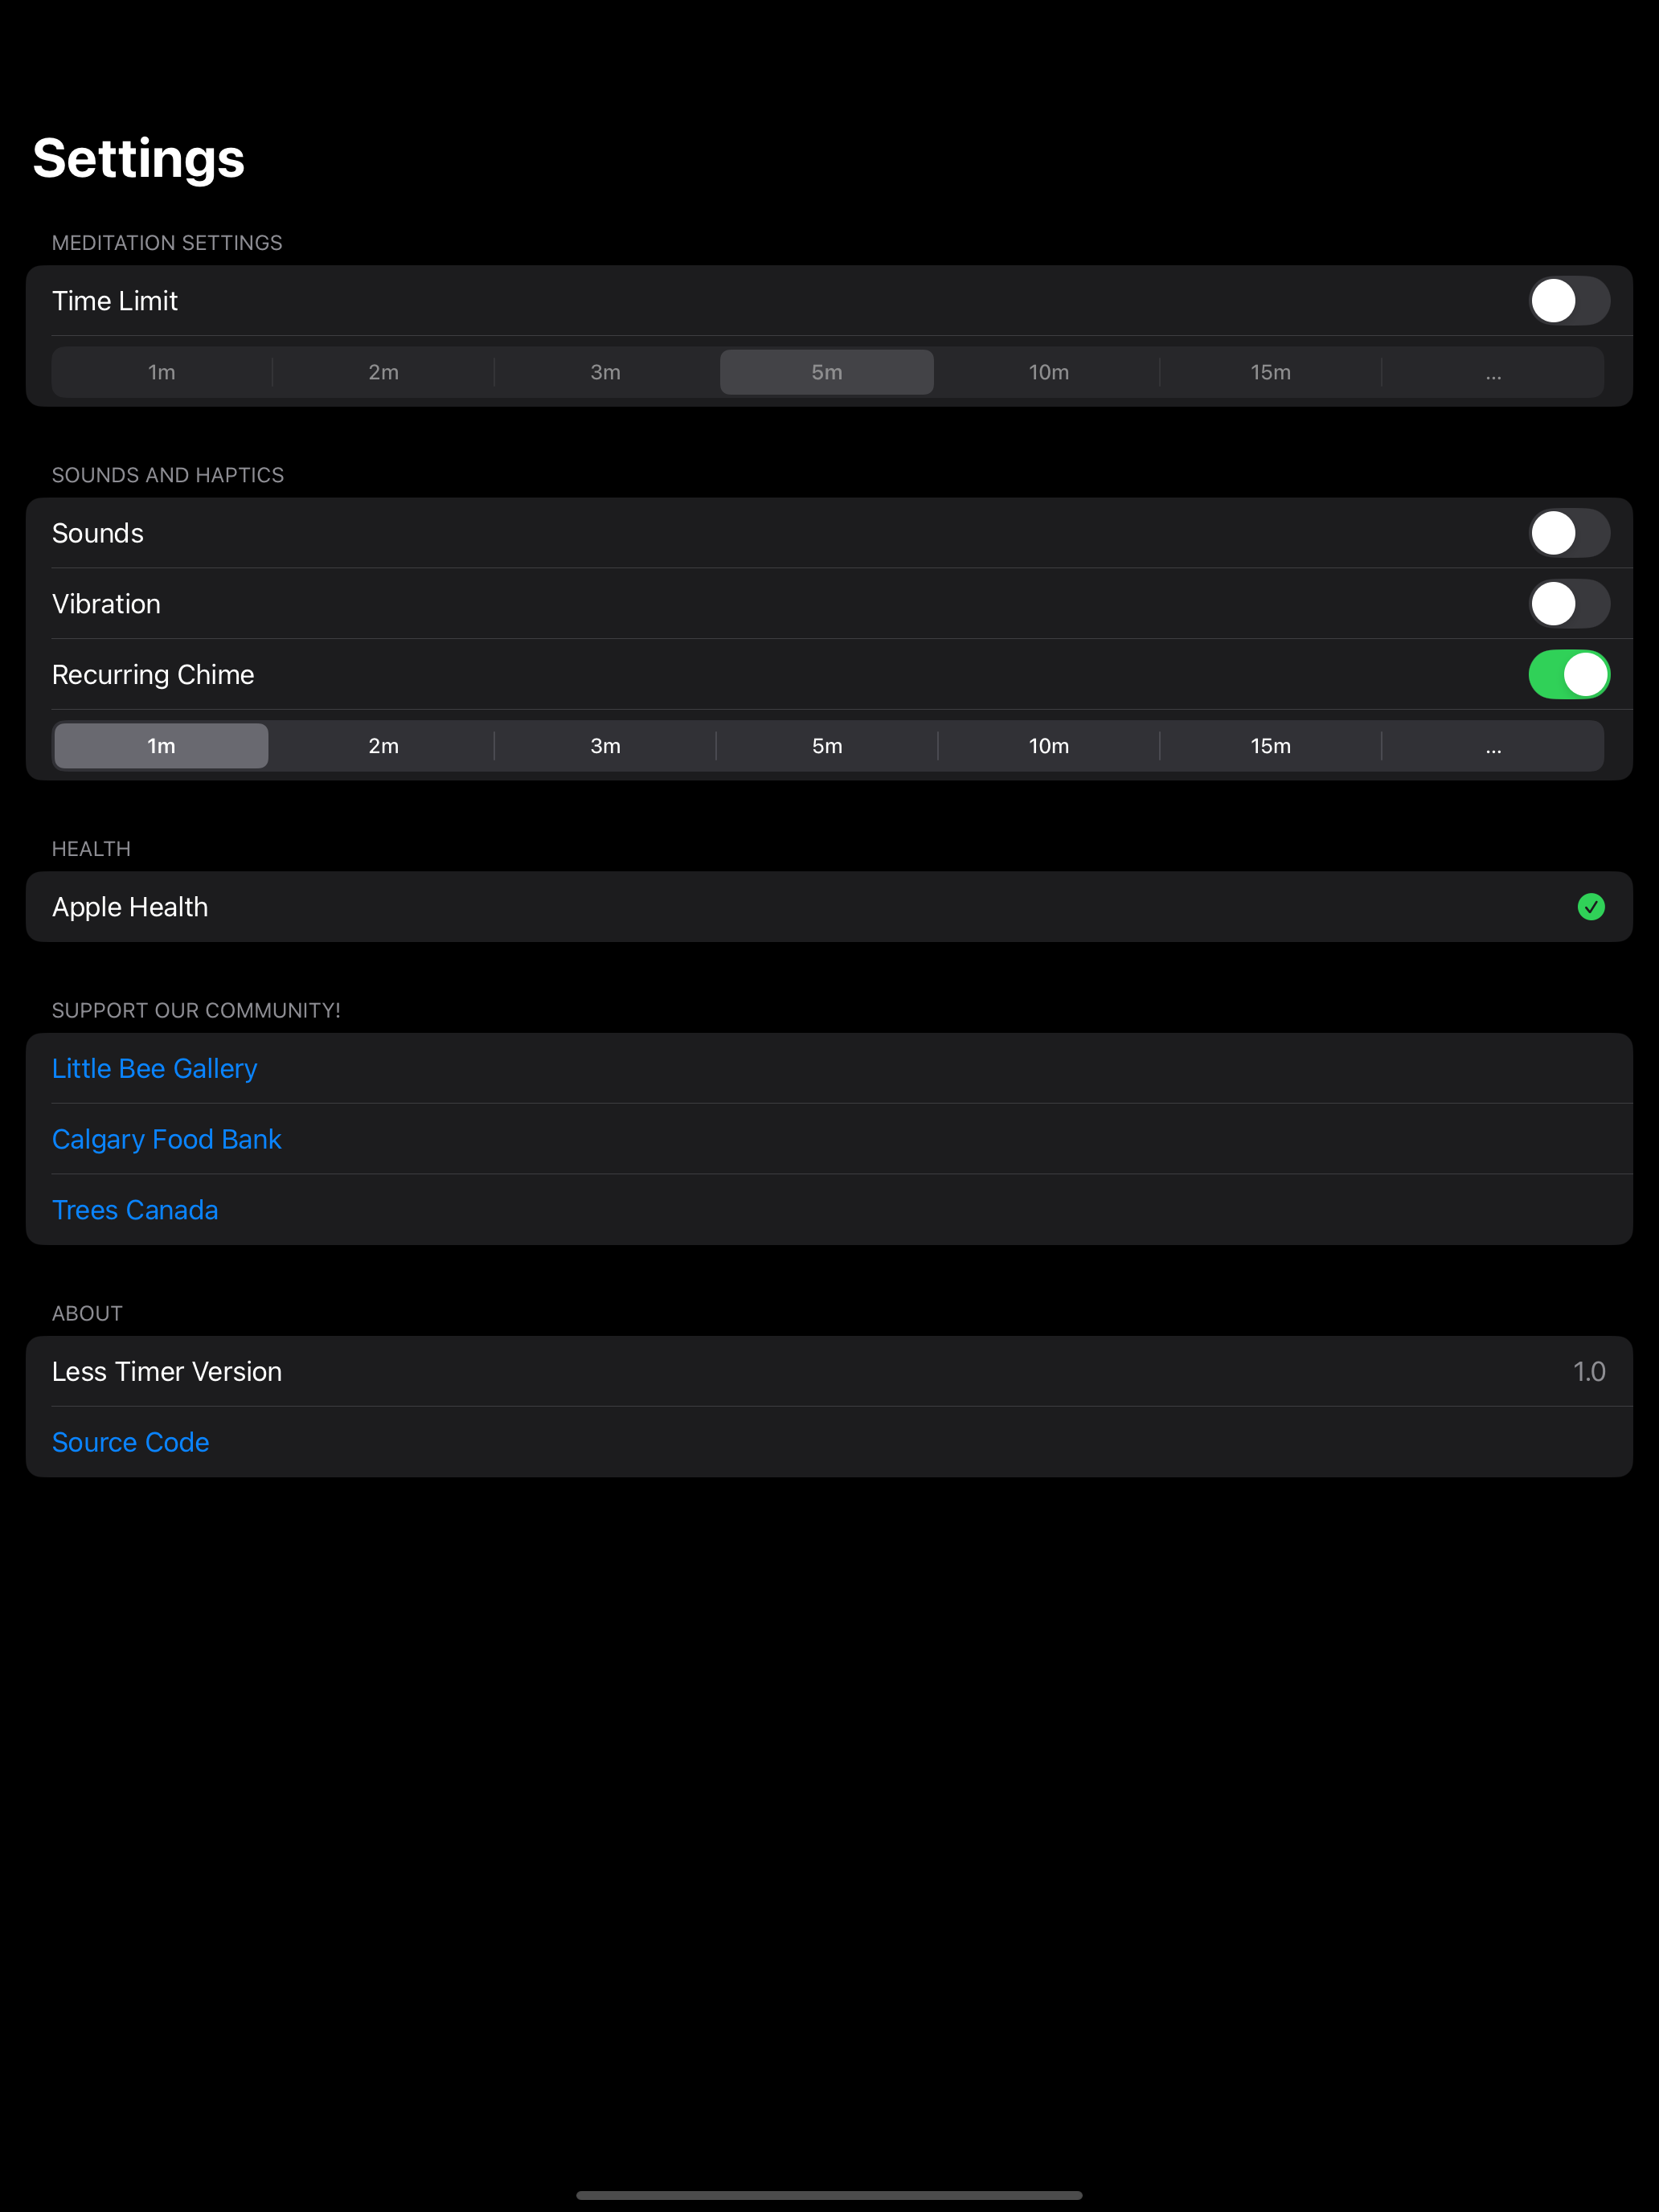 Settings
MEDITATION SETTINGS
Time Limit
1m 2m 3m 5m 10m 15m ...
SOUNDS AND HAPTICS
Sounds
Vibration
Recurring Chime
1m 2m 3m 5m 10m 15m ...
HEALTH
Apple Health
SUPPORT OUR COMMUNITY!
Little Bee Gallery
Calgary Food Bank
Trees Canada
ABOUT
Less Timer Version 1.0
Source Code